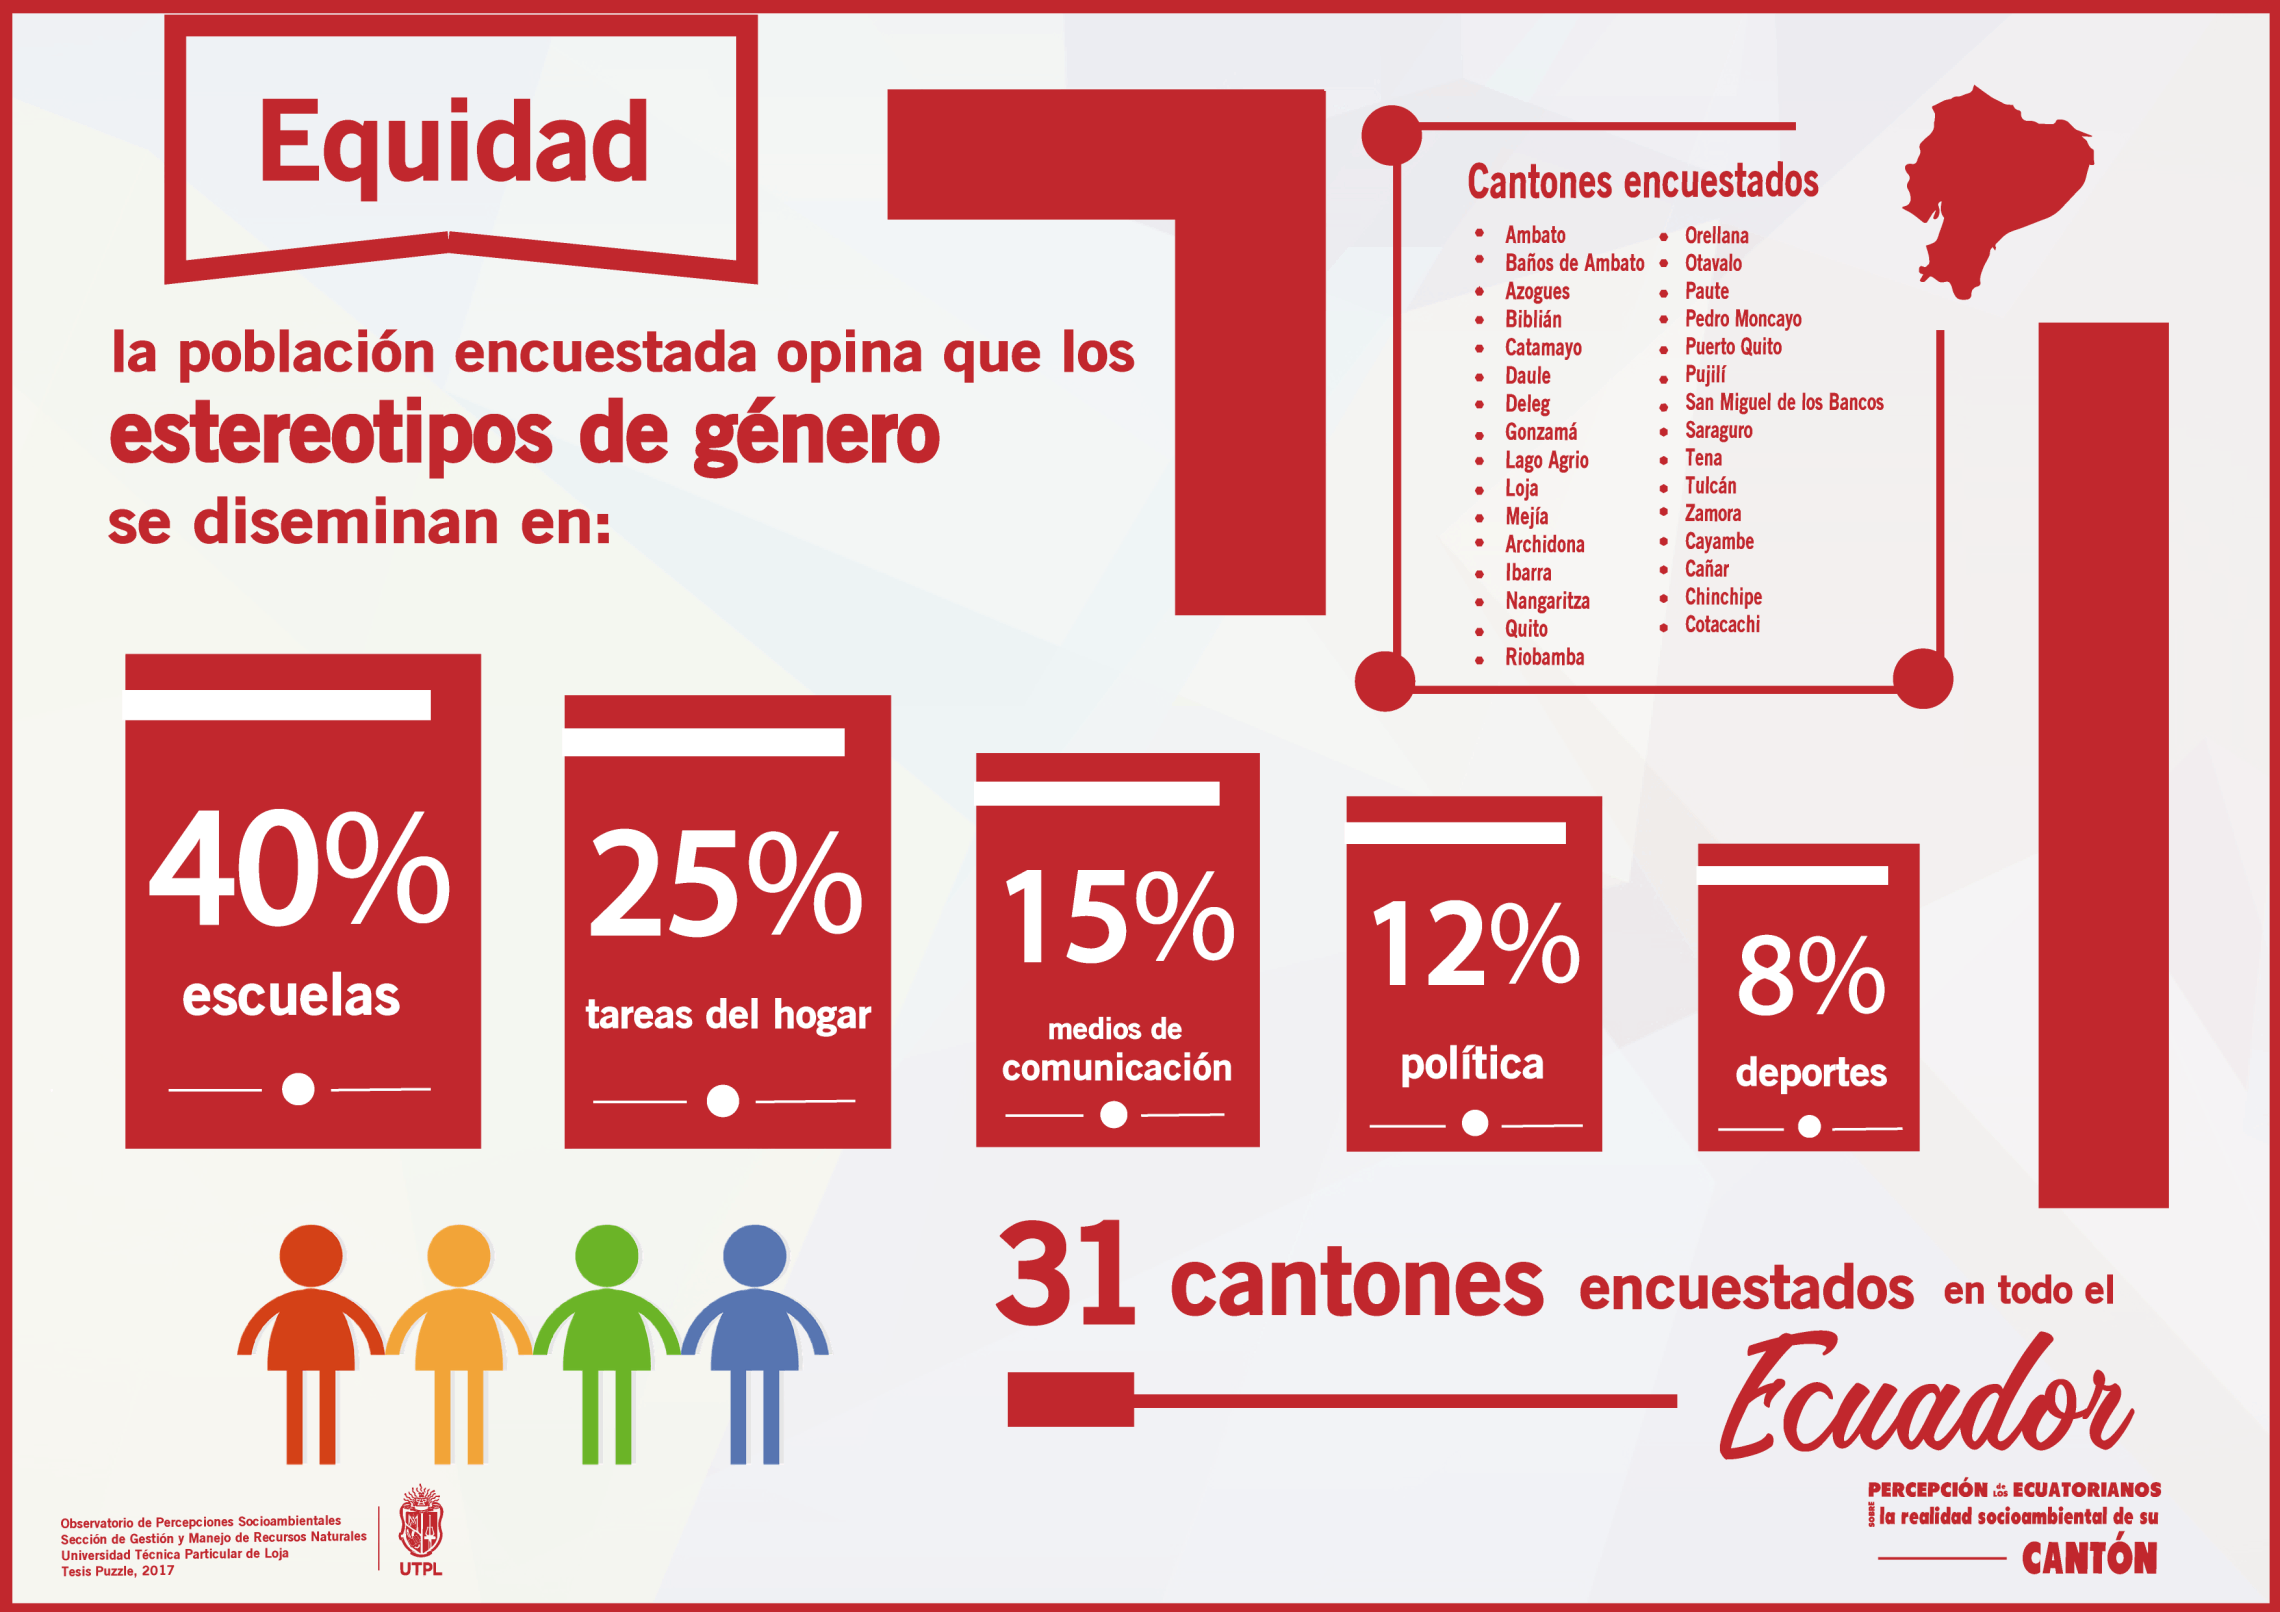 Equidad
la población encuestada opina que los
estereotipos de género
se diseminan en:
Cantones encuestados
Ambato
Baños de Ambato
Azogues
Biblián
Catamayo
Daule
Deleg
Gonzamá
Lago Agrio
Loja
Mejía
Archidona
Ibarra
Nangaritza
Quito
Riobamba
Orellana
Otavalo
Paute
Pedro Moncayo
Puerto Quito
Pujilí
San Miguel de los Bancos
Saraguro
Tena
Tulcán
Zamora
Cayambe
Cañar
Chinchipe
Cotacachi
40%
escuelas
25%
tareas del hogar
15%
medios de
comunicación
12%
política
8%
deportes
31 cantones encuestados en todo el
Ecuador
Observatorio de Percepciones Socioambientales
Sección de Gestión y Manejo de Recursos Naturales
Universidad Técnica Particular de Loja
Tesis Puzzle, 2017
UTPL
PERCEPCIÓN de LOS ECUATORIANOS
SOBRE la realidad socioambiental de su
CANTÓN